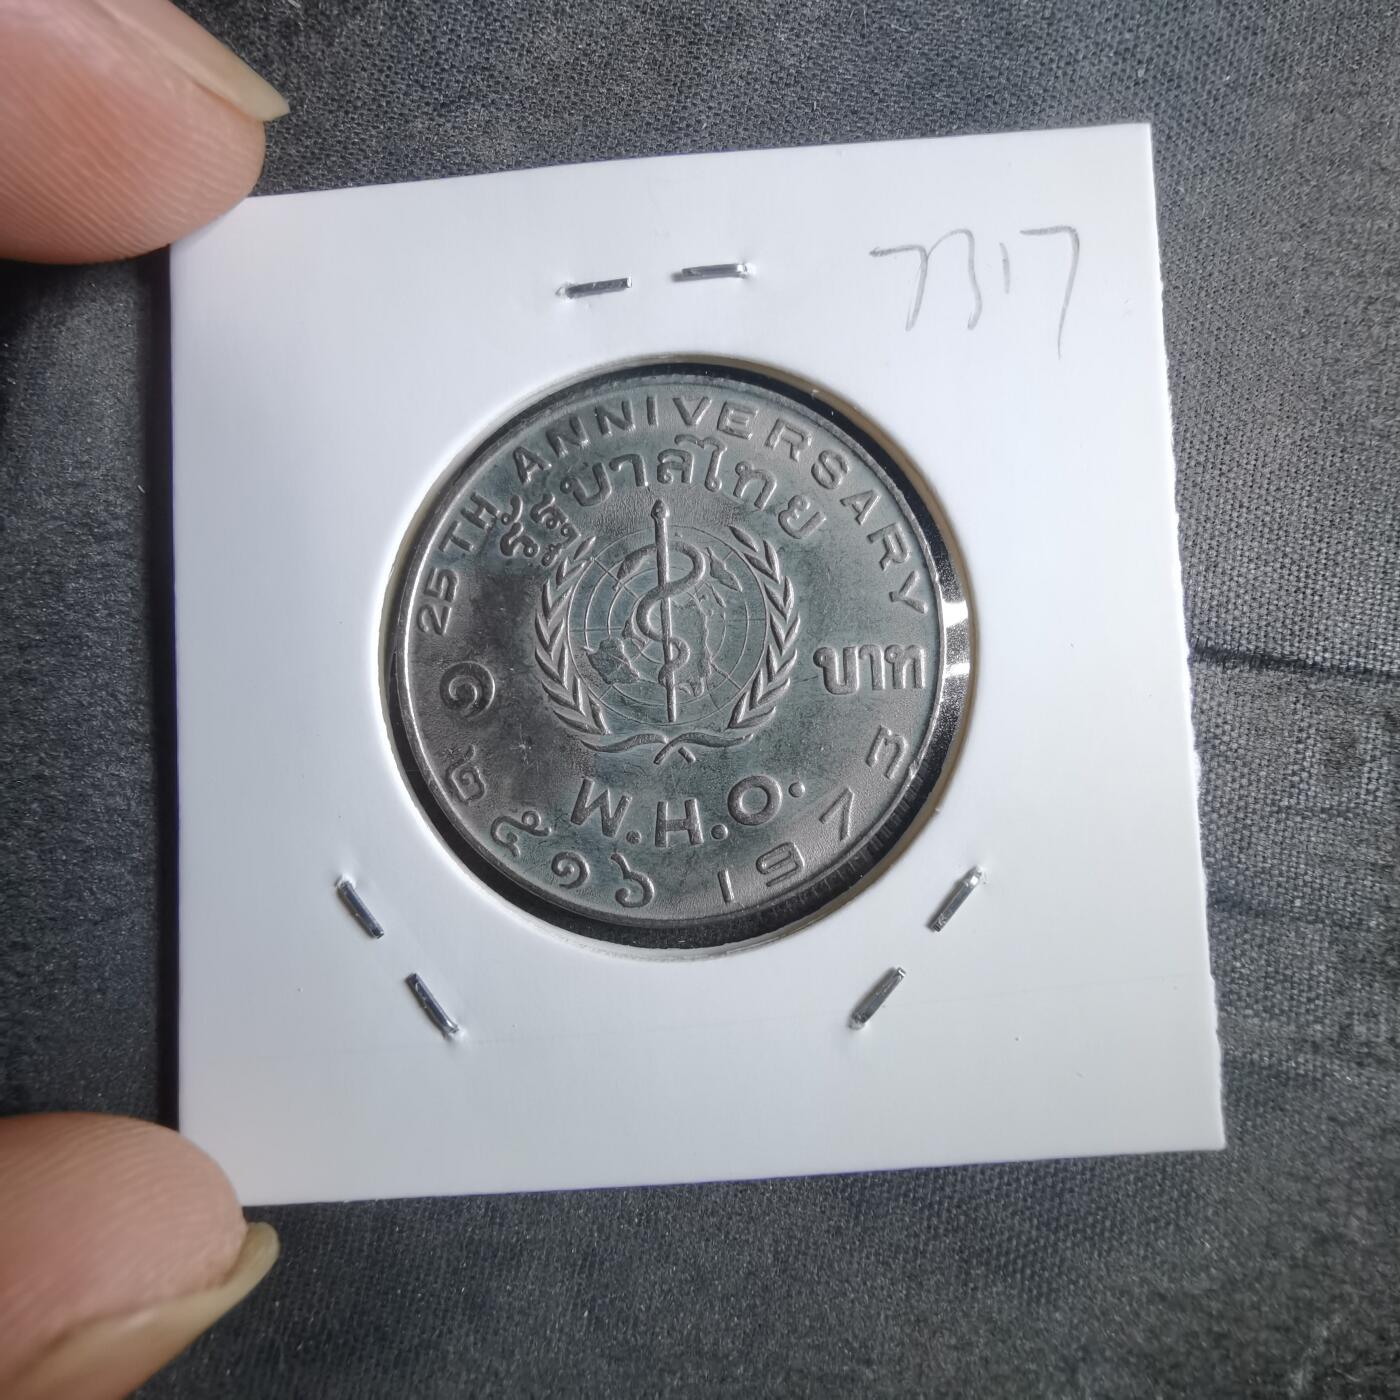 7317
25TH ANNIVERSARY
รัฐบาลไทย
๑ บาท
W.H.O.
๒๕๑๖ 1973